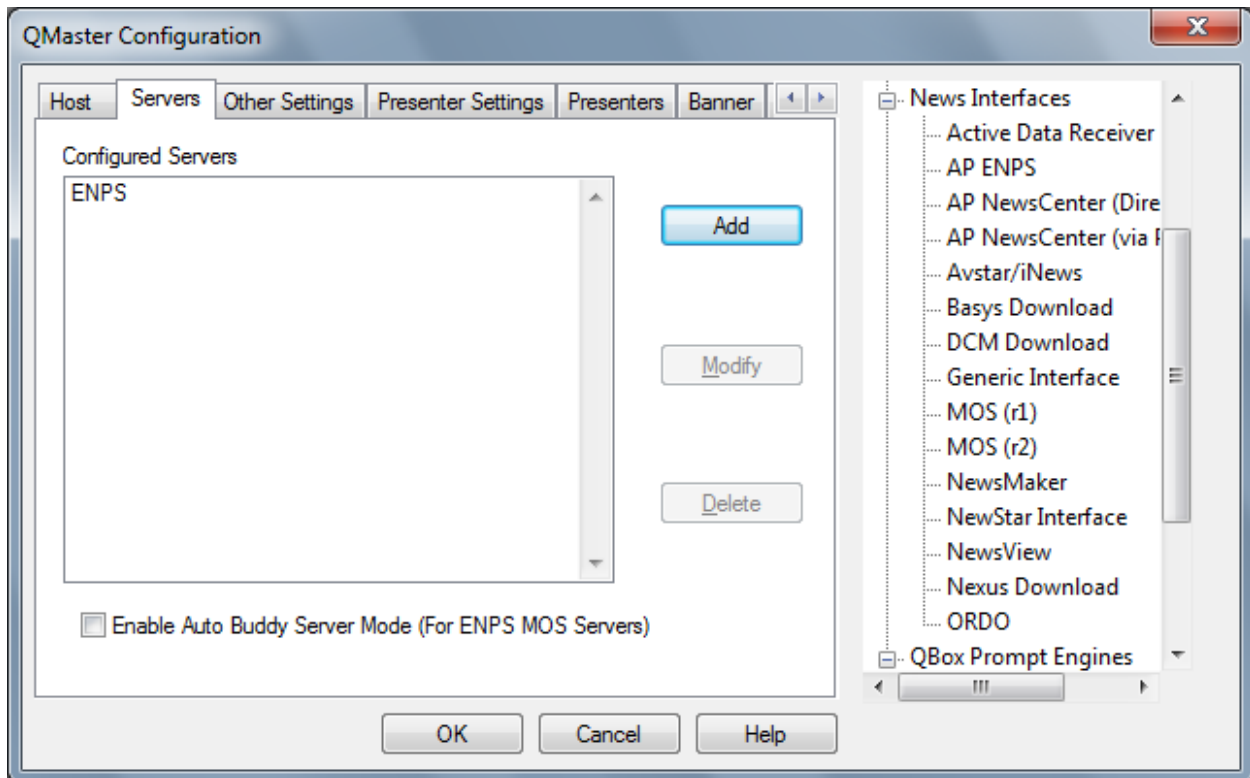 QMaster Configuration
Host Servers Other Settings Presenter Settings Presenters Banner
Configured Servers
ENPS
Add
Modify
Delete
Enable Auto Buddy Server Mode (For ENPS MOS Servers)
OK Cancel Help
News Interfaces
Active Data Receiver
AP ENPS
AP NewsCenter (Dire
AP NewsCenter (via
Avstar/iNews
Basys Download
DCM Download
Generic Interface
MOS (r1)
MOS (r2)
NewsMaker
NewStar Interface
NewsView
Nexus Download
ORDO
QBox Prompt Engines